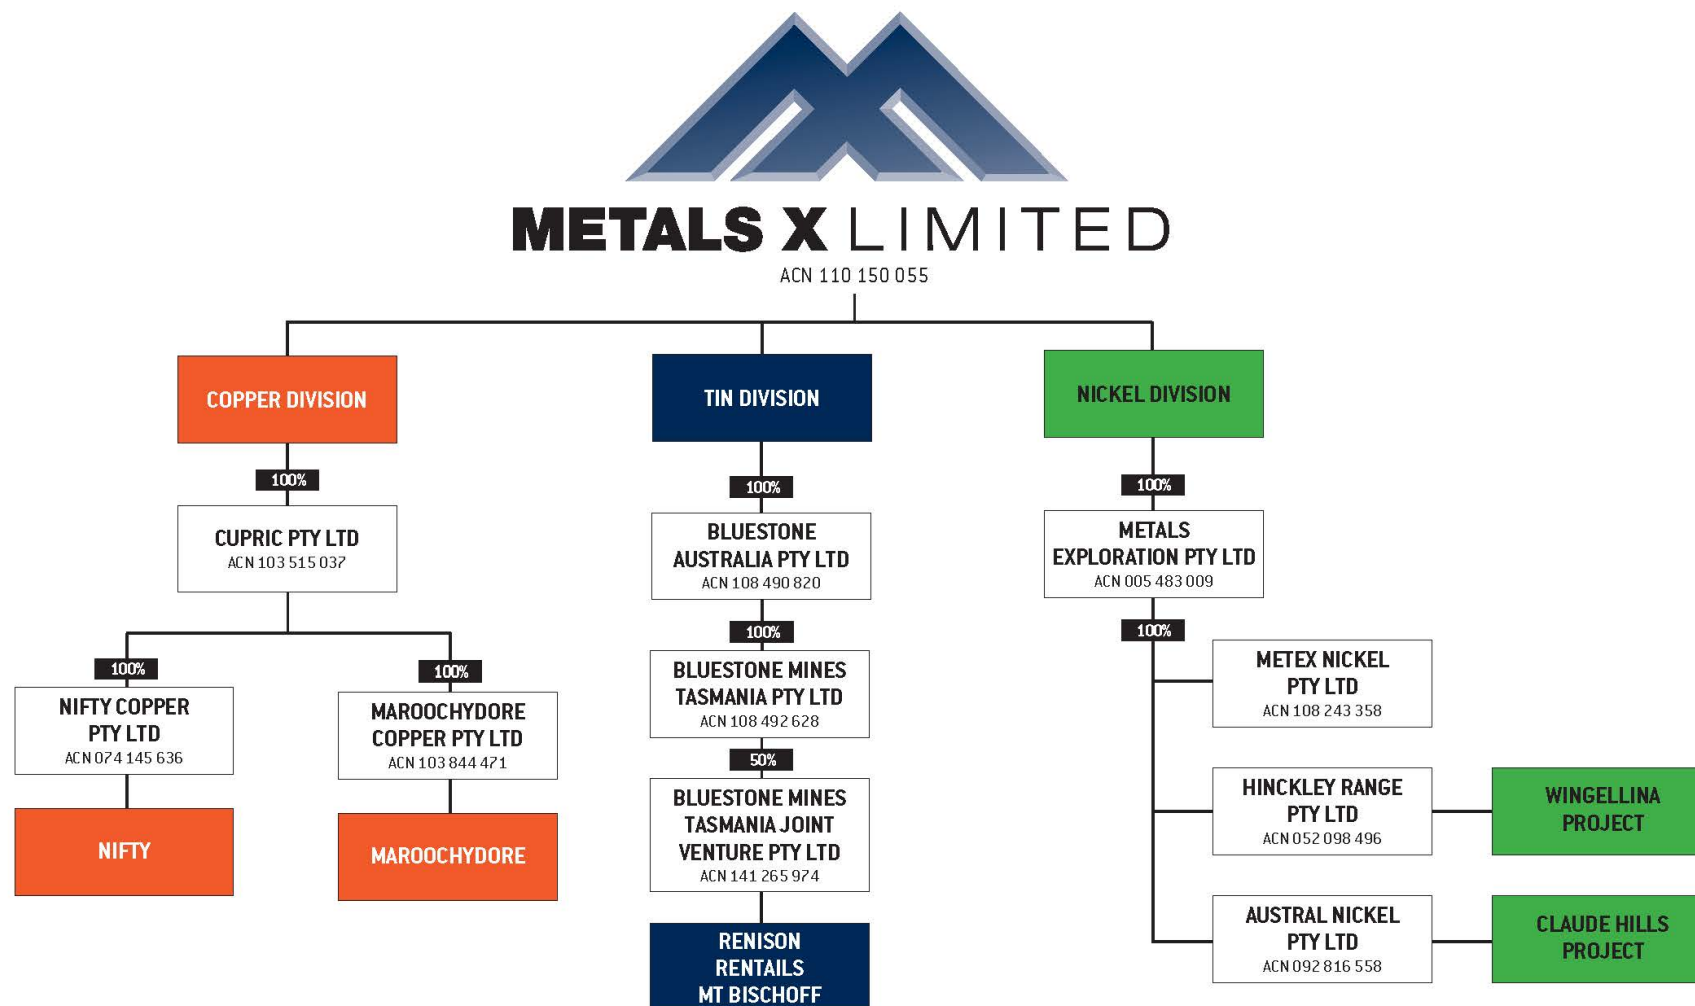 METALS X LIMITED
ACN 110 150 055
COPPER DIVISION
100%
CUPRIC PTY LTD
ACN 103 515 037
100%
NIFTY COPPER
PTY LTD
ACN 074 145 636
NIFTY
100%
MAROOCHYDORE
COPPER PTY LTD
ACN 103 844 471
MAROOCHYDORE
TIN DIVISION
100%
BLUESTONE
AUSTRALIA PTY LTD
ACN 108 490 820
100%
BLUESTONE MINES
TASMANIA PTY LTD
ACN 108 492 628
50%
BLUESTONE MINES
TASMANIA JOINT
VENTURE PTY LTD
ACN 141 265 974
RENISON
RENTAILS
MT BISCHOFF
NICKEL DIVISION
100%
METALS
EXPLORATION PTY LTD
ACN 005 483 009
100%
METEX NICKEL
PTY LTD
ACN 108 243 358
HINCKLEY RANGE
PTY LTD
ACN 052 098 496
WINGELLINA
PROJECT
AUSTRAL NICKEL
PTY LTD
ACN 092 816 558
CLAUDE HILLS
PROJECT